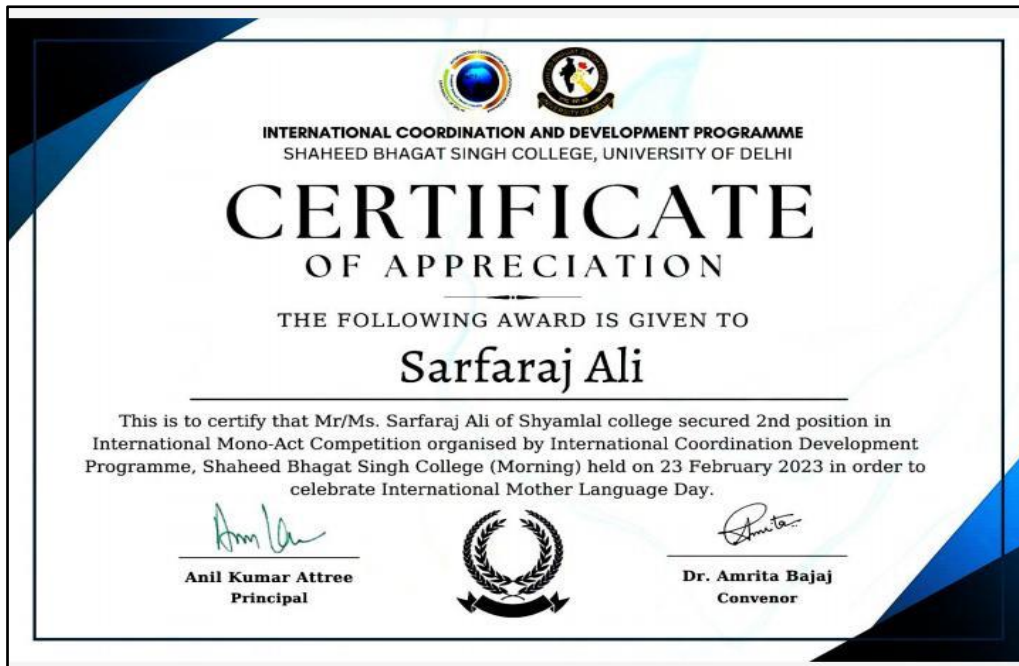 INTERNATIONAL COORDINATION AND DEVELOPMENT PROGRAMME
SHAHEED BHAGAT SINGH COLLEGE, UNIVERSITY OF DELHI
CERTIFICATE
OF APPRECIATION
THE FOLLOWING AWARD IS GIVEN TO
Sarfaraj Ali
This is to certify that Mr/Ms. Sarfaraj Ali of Shyamlal college secured 2nd position in
International Mono-Act Competition organised by International Coordination Development
Programme, Shaheed Bhagat Singh College (Morning) held on 23 February 2023 in order to
celebrate International Mother Language Day.
Amrita
Anil Kumar Attree
Principal
Dr. Amrita Bajaj
Convenor